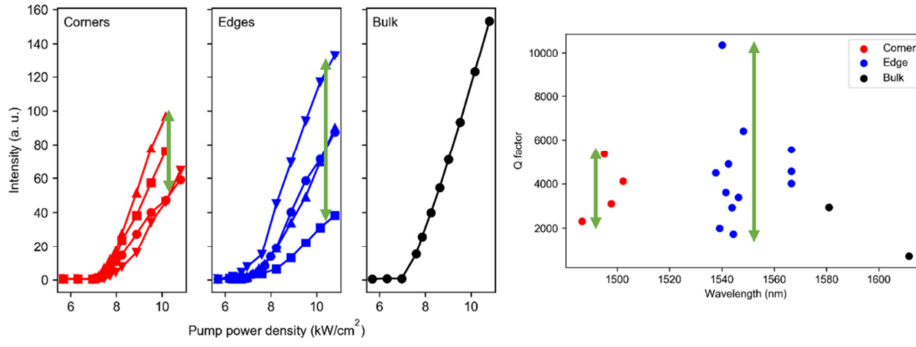 Corners
Edges
Bulk
Intensity (a. u.)
160
140
120
100
80
60
40
20
0
6 8 10
6 8 10
6 8 10
Pump power density (kW/cm²)
Q factor
10000
8000
6000
4000
2000
Corner
Edge
Bulk
1500 1520 1540 1560 1580 1600
Wavelength (nm)